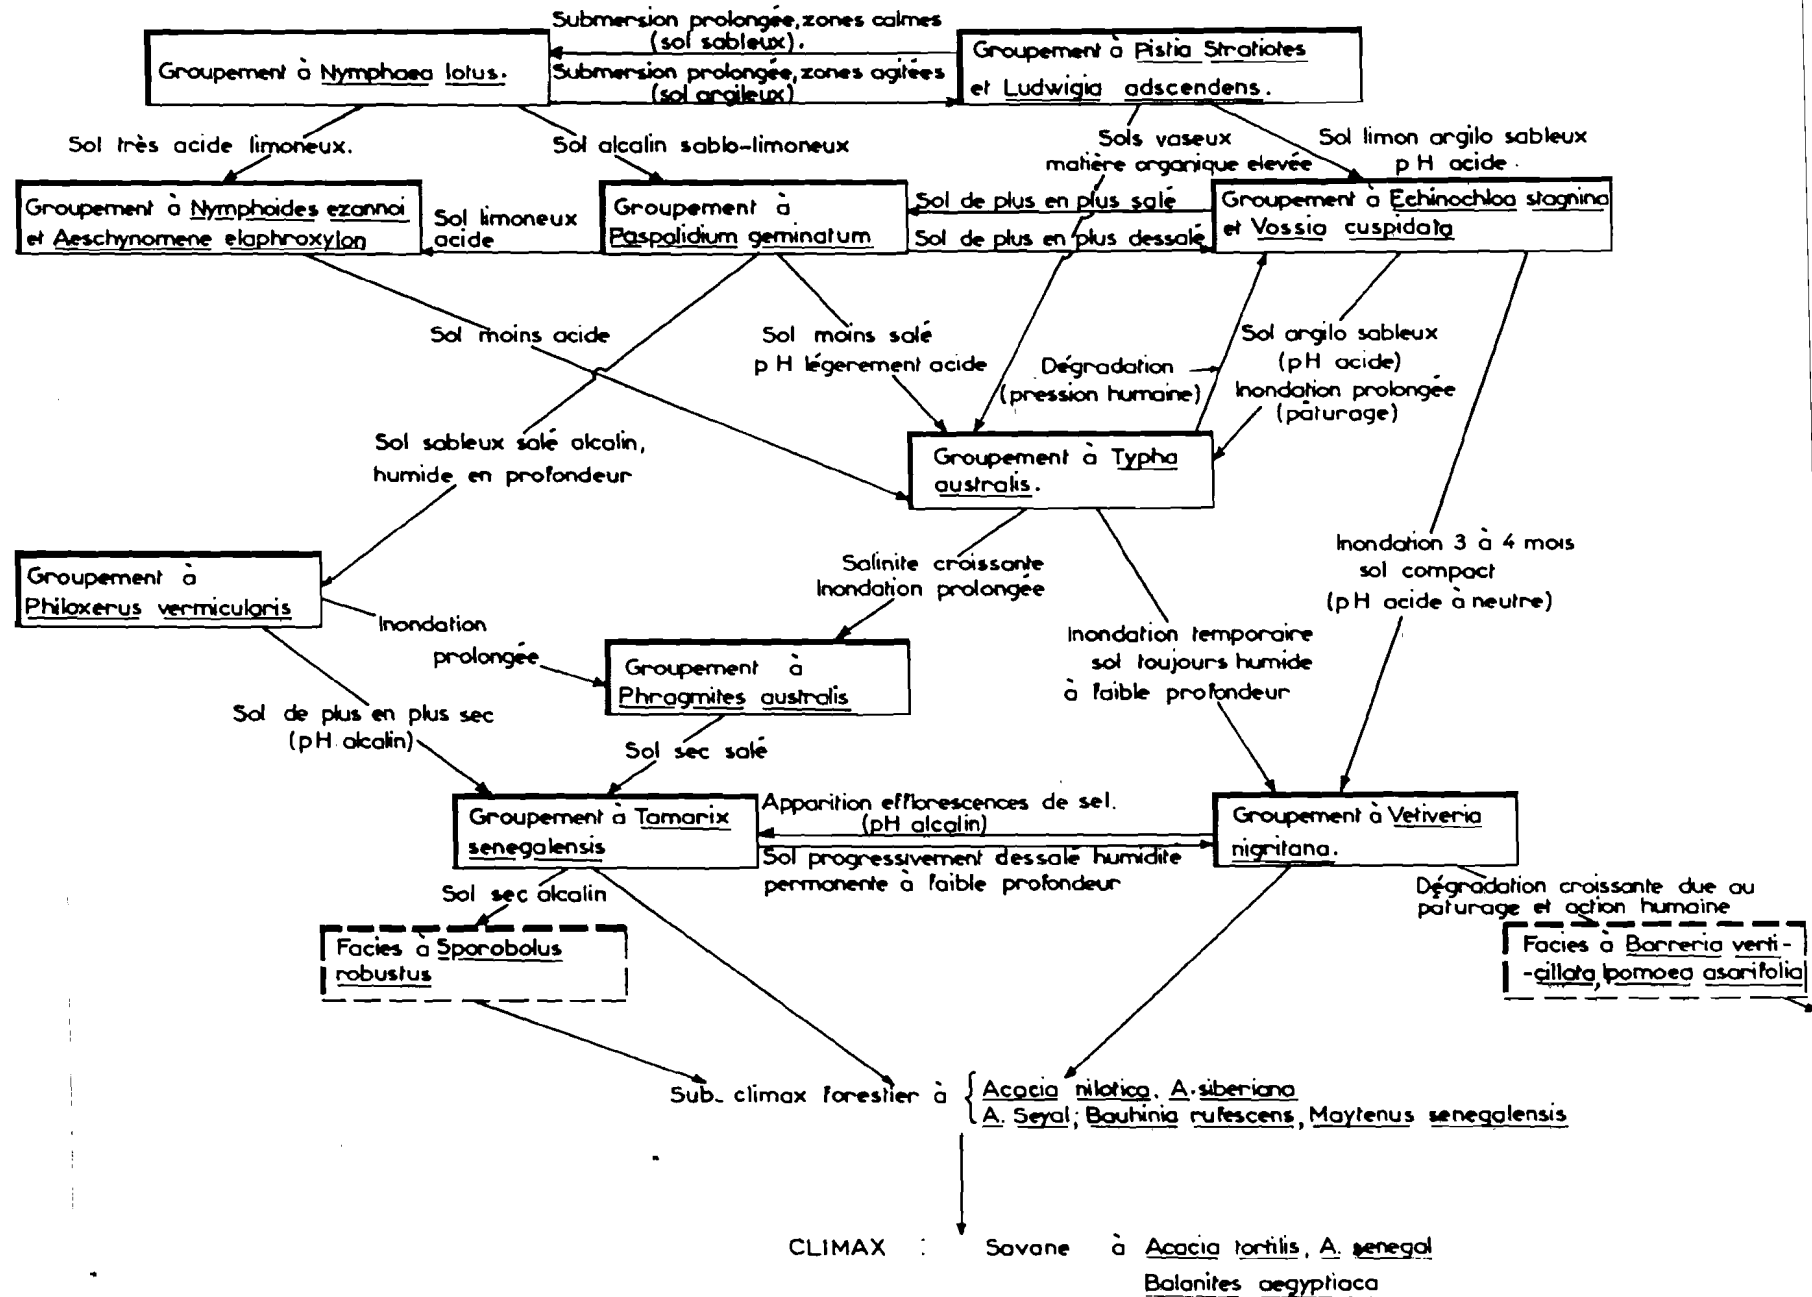 Submersion prolongée, zones calmes
(sol sableux).
Groupement à Nymphaea lotus.
Submersion prolongée, zones agitées
(sol argileux)
Groupement à Pistia Stratiotes
et Ludwigia adscendens.
Sol très acide limoneux.
Sol alcalin sablo-limoneux
Sols vaseux
matière organique elevée
Sol limon argilo sableux
pH acide.
Groupement à Nymphoides ezannoi
et Aeschynomene elaphroxylon
Sol limoneux
acide
Groupement à
Paspalidium geminatum
Sol de plus en plus salé
Sol de plus en plus dessalé
Groupement à Echinochloa stagnina
et Vossia cuspidata
Sol moins acide
Sol moins salé
pH légerement acide
Dégradation
(pression humaine)
Sol argilo sableux
(pH acide)
Inondation prolongée
(pâturage)
Sol sableux salé alcalin,
humide en profondeur
Groupement à Typha
australis.
Inondation 3 à 4 mois
sol compact
(pH acide à neutre)
Groupement à
Philoxerus vermicularis
Salinite croissante
Inondation prolongée
Inondation
prolongée
Inondation temporaire
sol toujours humide
à faible profondeur
Groupement à
Phragmites australis
Sol de plus en plus sec
(pH alcalin)
Sol sec salé
Groupement à Tamarix
senegalensis
Apparition efflorescences de sel.
(pH alcalin)
Sol progressivement dessalé humidite
permanente à faible profondeur
Groupement à Vetiveria
nigritana.
Sol sec alcalin
Dégradation croissante due au
paturage et action humaine
Facies à Sporobolus
robustus
Facies à Borreria verti-
-cillata, Ipomoea asarifolia
Sub_ climax forestier à { Acacia nilotica, A. siberiana
A. Seyal; Bauhinia rufescens, Maytenus senegalensis
CLIMAX : Savane à Acacia tortilis, A. senegal
Balanites aegyptiaca